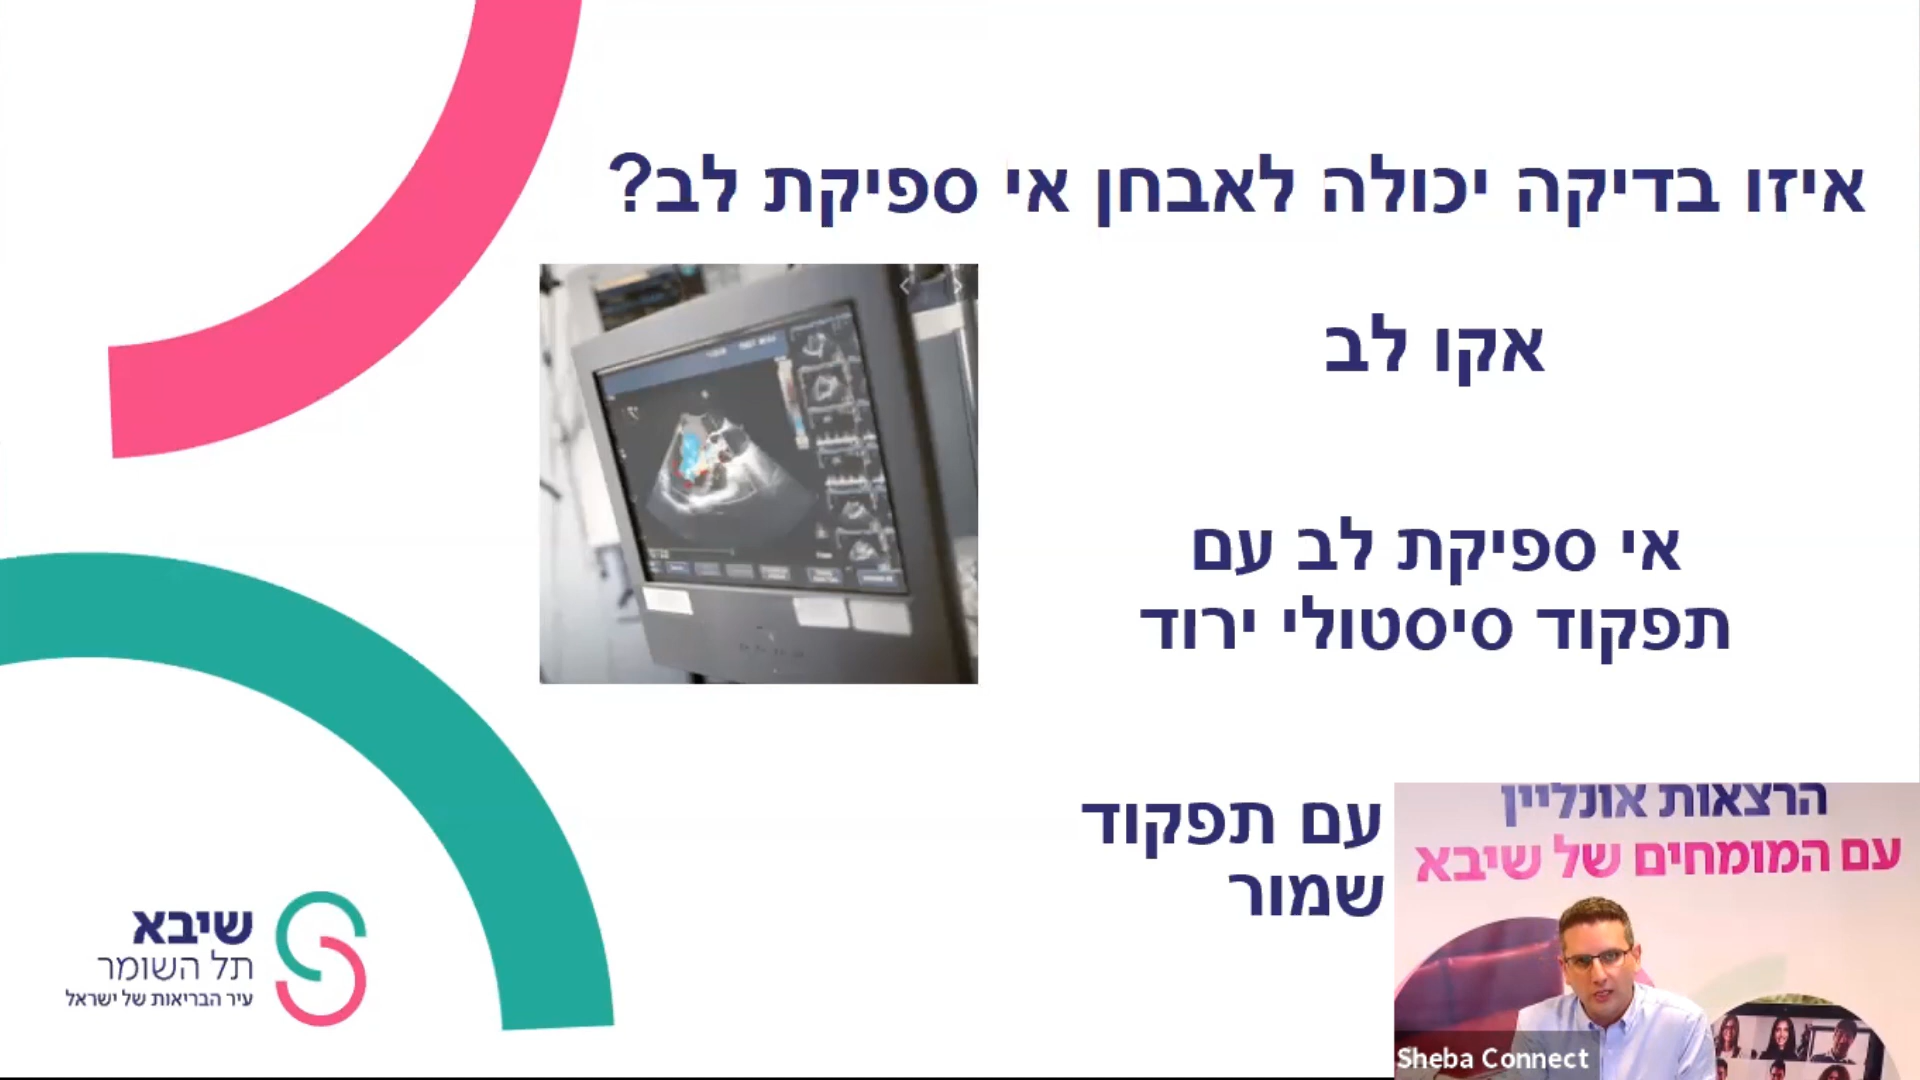 איזו בדיקה יכולה לאבחן אי ספיקת לב?
אקו לב
אי ספיקת לב עם
תפקוד סיסטולי ירוד
עם תפקוד
שמור
הרצאות אונליין
עם המומחים של שיבא
Sheba Connect
שיבא
תל השומר
עיר הבריאות של ישראל